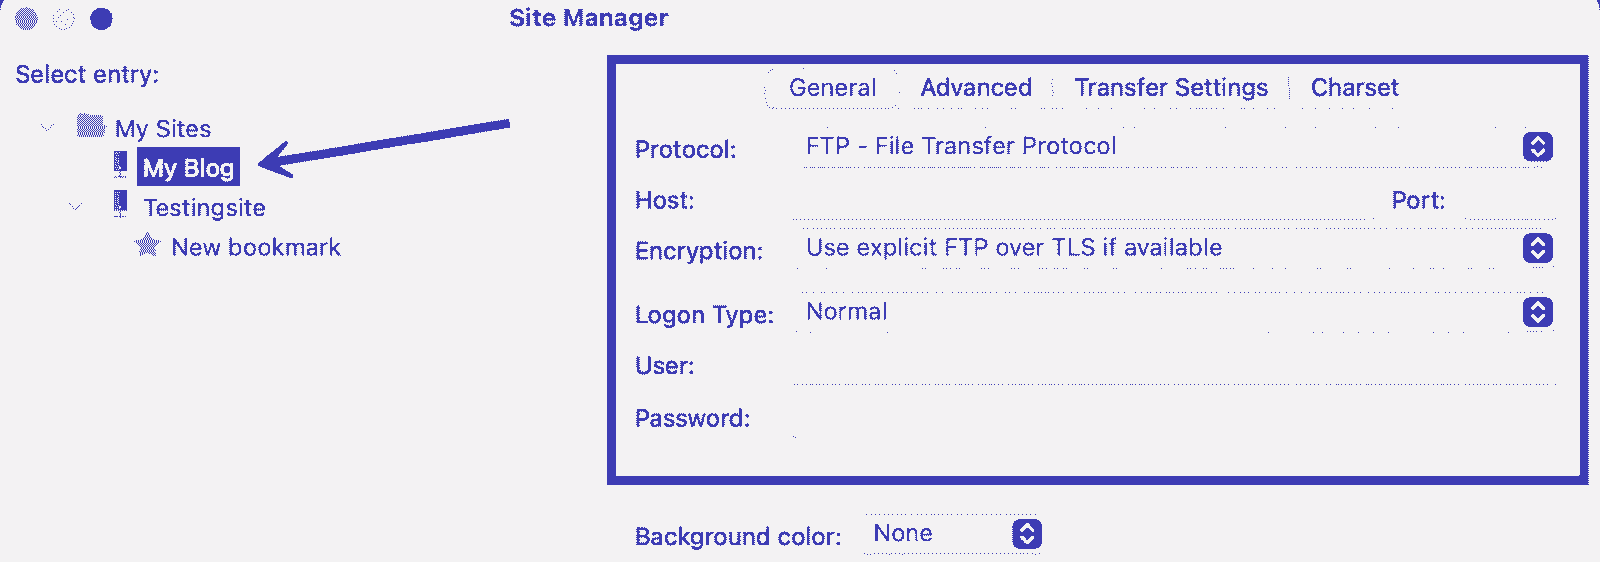 Site Manager
Select entry:
My Sites
My Blog
Testingsite
New bookmark
General Advanced Transfer Settings Charset
Protocol: FTP - File Transfer Protocol
Host: Port:
Encryption: Use explicit FTP over TLS if available
Logon Type: Normal
User:
Password:
Background color: None